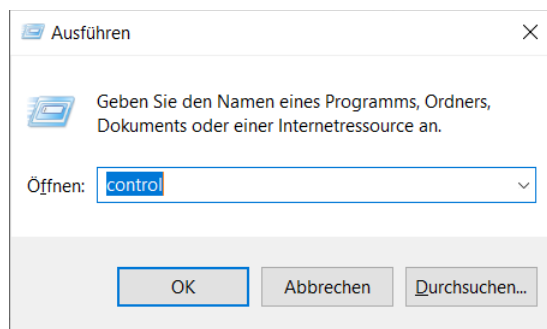 Ausführen
Geben Sie den Namen eines Programms, Ordners,
Dokuments oder einer Internetressource an.
Öffnen: control
OK Abbrechen Durchsuchen...